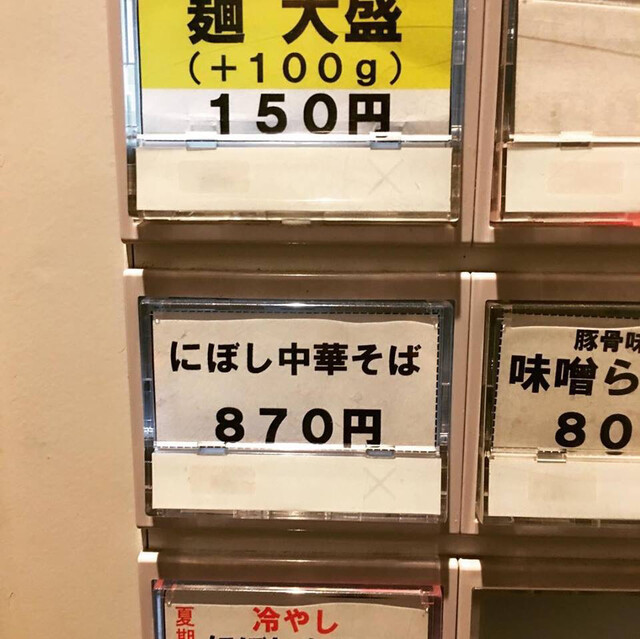 麺 大盛
(+100g)
150円
にぼし中華そば
870円
豚骨味
味噌ら
80
夏期
冷やし